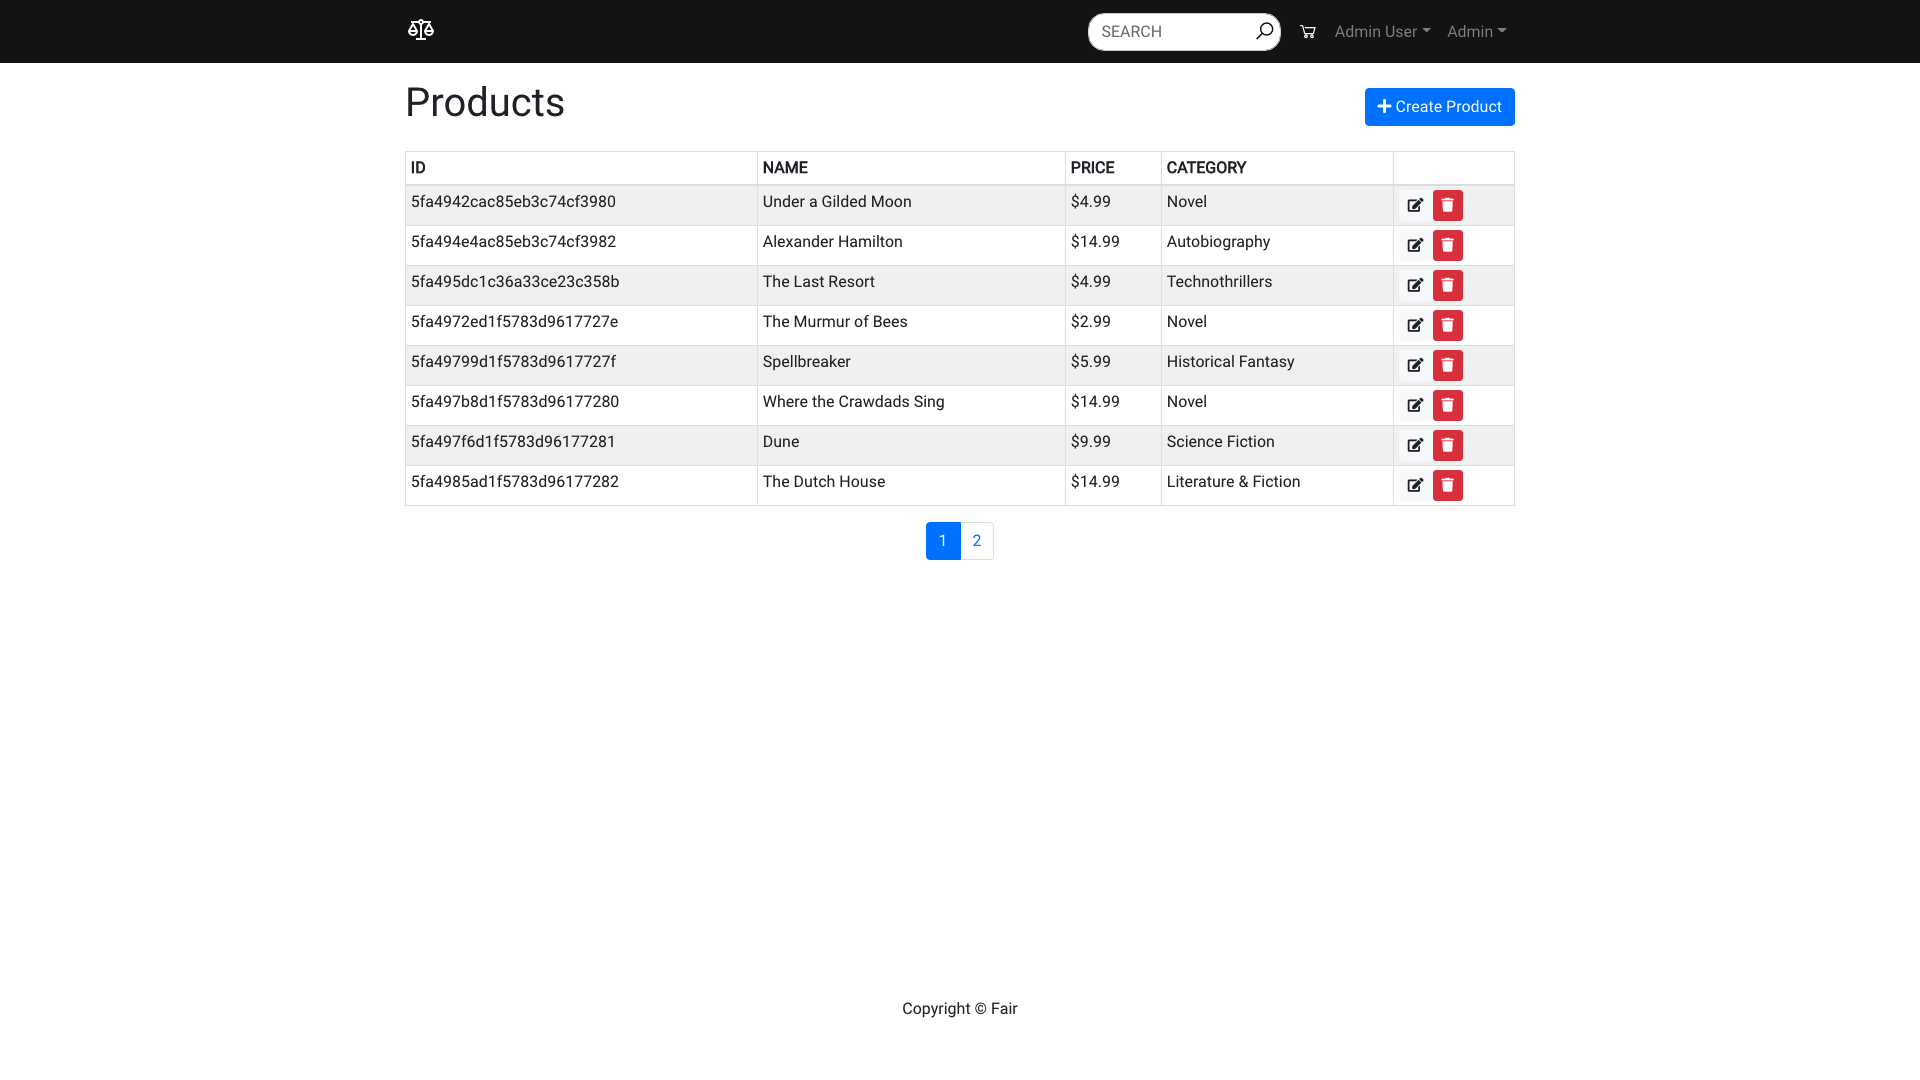 SEARCH
Admin User
Admin
Products
Create Product
ID NAME PRICE CATEGORY
5fa4942cac85eb3c74cf3980 Under a Gilded Moon $4.99 Novel
5fa494e4ac85eb3c74cf3982 Alexander Hamilton $14.99 Autobiography
5fa495dc1c36a33ce23c358b The Last Resort $4.99 Technothrillers
5fa4972ed1f5783d9617727e The Murmur of Bees $2.99 Novel
5fa49799d1f5783d9617727f Spellbreaker $5.99 Historical Fantasy
5fa497b8d1f5783d96177280 Where the Crawdads Sing $14.99 Novel
5fa497f6d1f5783d96177281 Dune $9.99 Science Fiction
5fa4985ad1f5783d96177282 The Dutch House $14.99 Literature & Fiction
1 2
Copyright © Fair